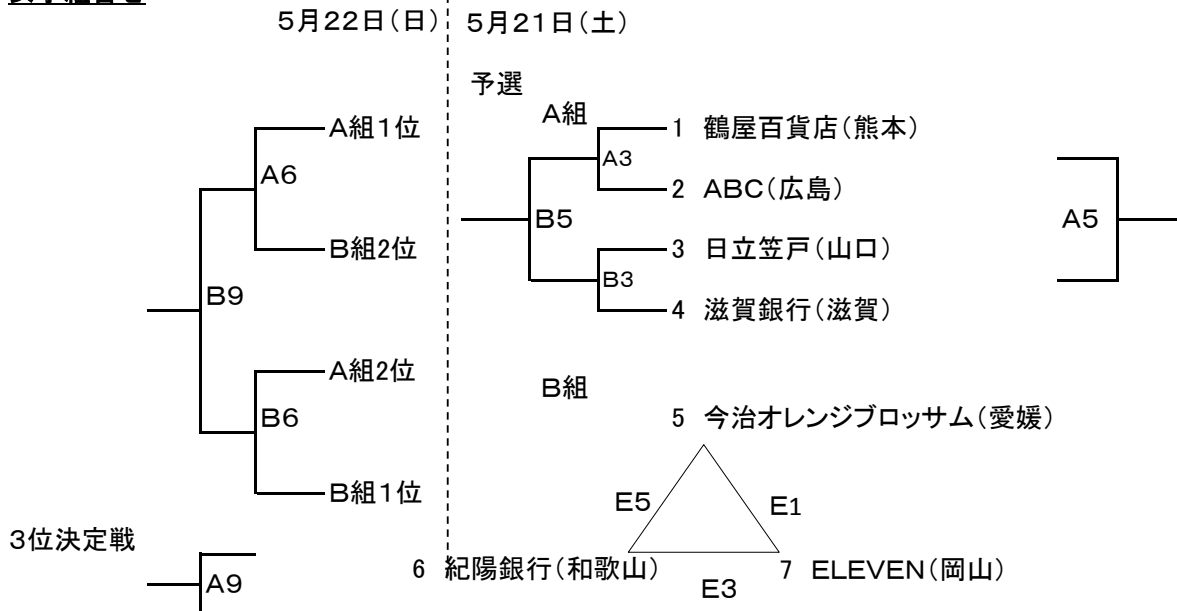 5月22日(日)
5月21日(土)
予選
A組
A組1位
1 鶴屋百貨店(熊本)
A3
A6
2 ABC(広島)
B5
A5
B組2位
3 日立笠戸(山口)
B3
B9
4 滋賀銀行(滋賀)
A組2位
B組
B6
5 今治オレンジブロッサム(愛媛)
B組1位
E5
E1
3位決定戦
6 紀陽銀行(和歌山)
7 ELEVEN(岡山)
A9
E3